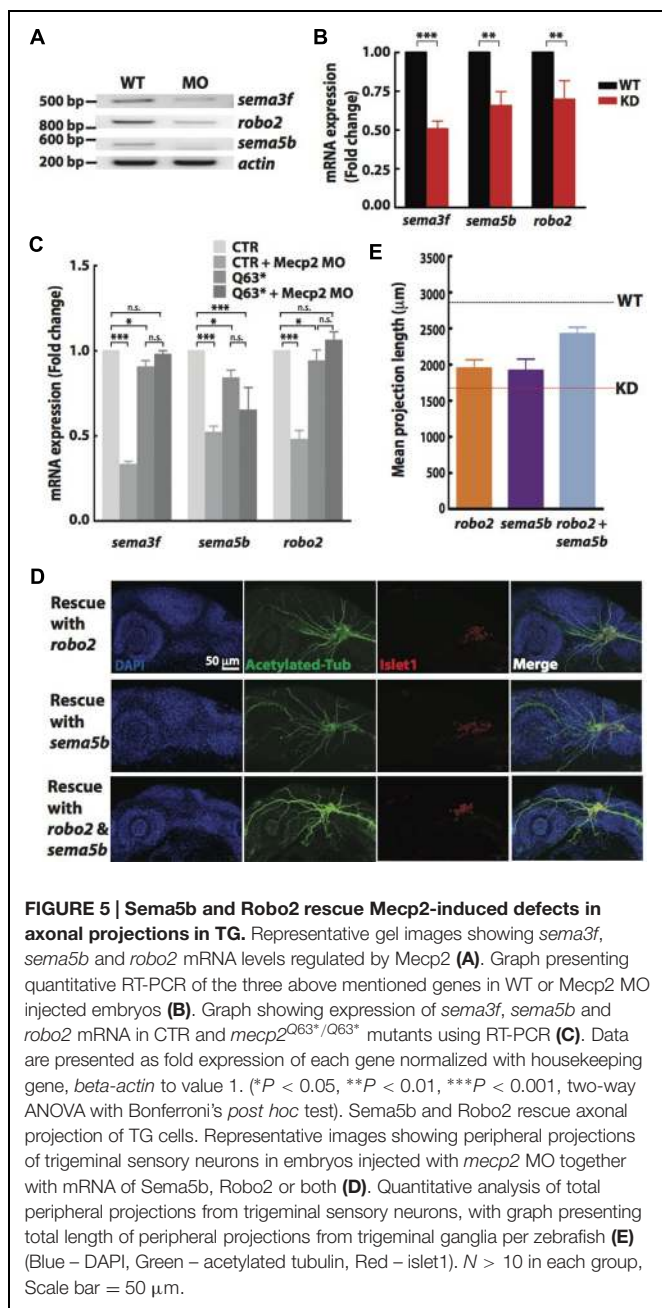 A
WT MO
500 bp sema3f
800 bp robo2
600 bp sema5b
200 bp actin
B
mRNA expression
(Fold change)
1.00
0.75
0.50
0.25
0.00
*** ** **
sema3f sema5b robo2
WT
KD
C
mRNA expression (Fold change)
1.5
1.0
0.5
0.0
CTR
CTR + Mecp2 MO
Q63*
Q63* + Mecp2 MO
n.s. *** n.s.
* * *
*** n.s. *** n.s. *** n.s.
sema3f sema5b robo2
E
Mean projection length (μm)
3500
3000
2500
2000
1500
1000
500
0
WT
KD
robo2 sema5b robo2 +
sema5b
D
Rescue
with
robo2
DAPI 50 μm Acetylated-Tub Islet1 Merge
Rescue
with
sema5b
Rescue
with
robo2 &
sema5b
FIGURE 5 | Sema5b and Robo2 rescue Mecp2-induced defects in
axonal projections in TG. Representative gel images showing sema3f,
sema5b and robo2 mRNA levels regulated by Mecp2 (A). Graph presenting
quantitative RT-PCR of the three above mentioned genes in WT or Mecp2 MO
injected embryos (B). Graph showing expression of sema3f, sema5b and
robo2 mRNA in CTR and mecp2Q63*/Q63* mutants using RT-PCR (C). Data
are presented as fold expression of each gene normalized with housekeeping
gene, beta-actin to value 1. (*P < 0.05, **P < 0.01, ***P < 0.001, two-way
ANOVA with Bonferroni's post hoc test). Sema5b and Robo2 rescue axonal
projection of TG cells. Representative images showing peripheral projections
of trigeminal sensory neurons in embryos injected with mecp2 MO together
with mRNA of Sema5b, Robo2 or both (D). Quantitative analysis of total
peripheral projections from trigeminal sensory neurons, with graph presenting
total length of peripheral projections from trigeminal ganglia per zebrafish (E)
(Blue – DAPI, Green – acetylated tubulin, Red – islet1). N > 10 in each group,
Scale bar = 50 μm.